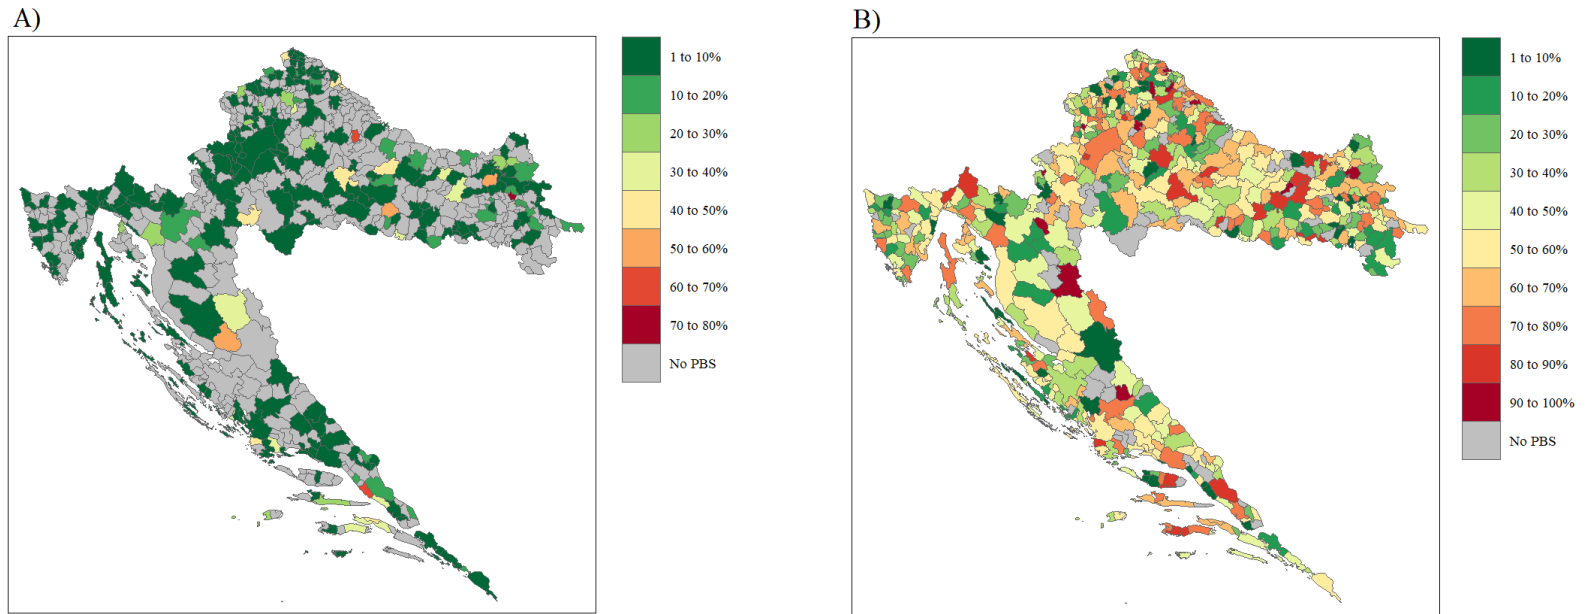 A)
1 to 10%
10 to 20%
20 to 30%
30 to 40%
40 to 50%
50 to 60%
60 to 70%
70 to 80%
No PBS
B)
1 to 10%
10 to 20%
20 to 30%
30 to 40%
40 to 50%
50 to 60%
60 to 70%
70 to 80%
80 to 90%
90 to 100%
No PBS